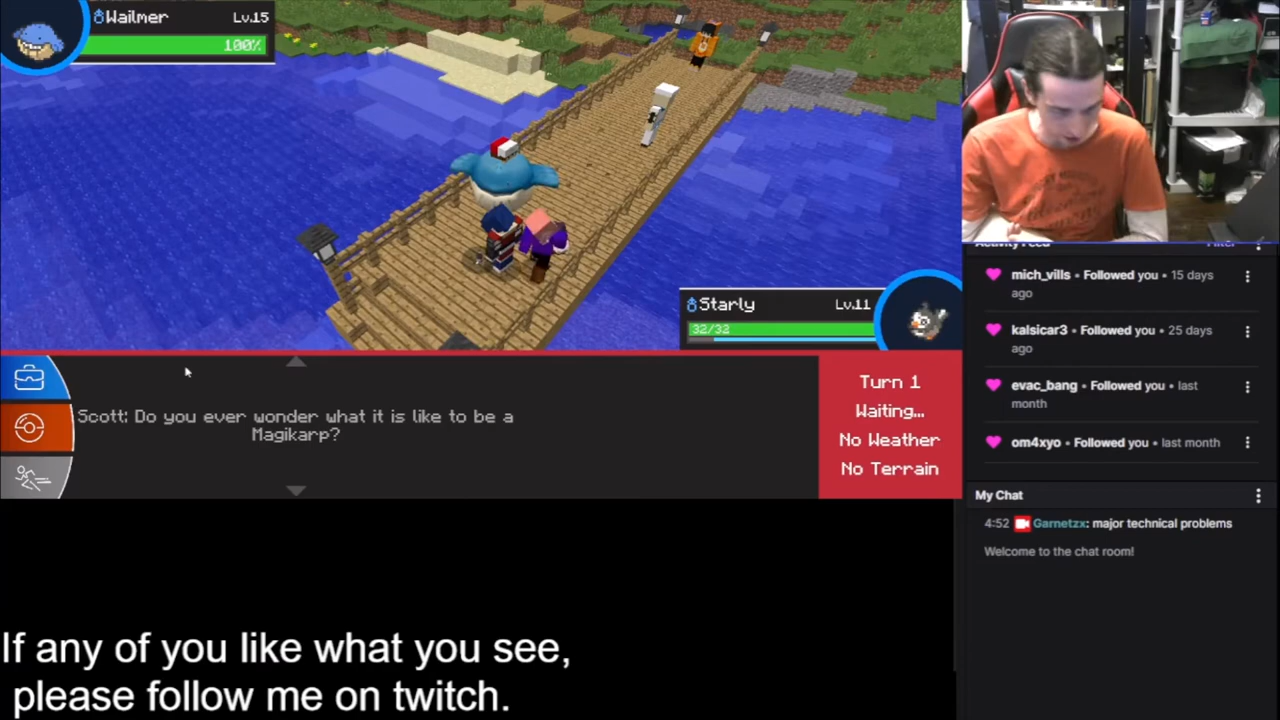 Wailmer Lv.15
100%
Starly Lv.11
32/32
Scott: Do you ever wonder what it is like to be a
Magikarp?
Turn 1
Waiting...
No Weather
No Terrain
Activity Feed Filter
mich_vills • Followed you • 15 days
ago
kalsicar3 • Followed you • 25 days
ago
evac_bang • Followed you • last
month
om4xyo • Followed you • last month
My Chat
4:52 Garnetzx: major technical problems
Welcome to the chat room!
If any of you like what you see,
please follow me on twitch.